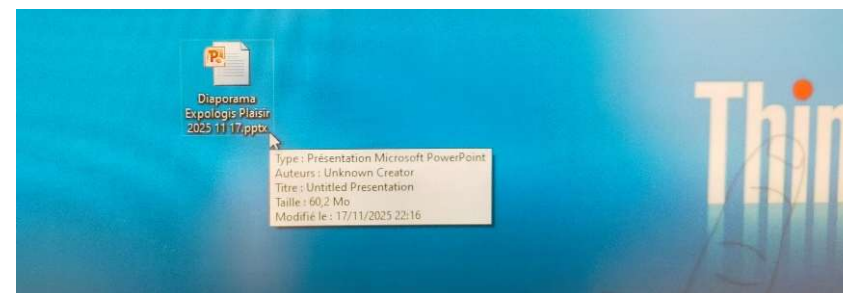 Diaporama
Expologis Plaisir
2025 11 17.pptx
Type : Présentation Microsoft PowerPoint
Auteurs : Unknown Creator
Titre : Untitled Presentation
Taille : 60,2 Mo
Modifié le : 17/11/2025 22:16
Thin